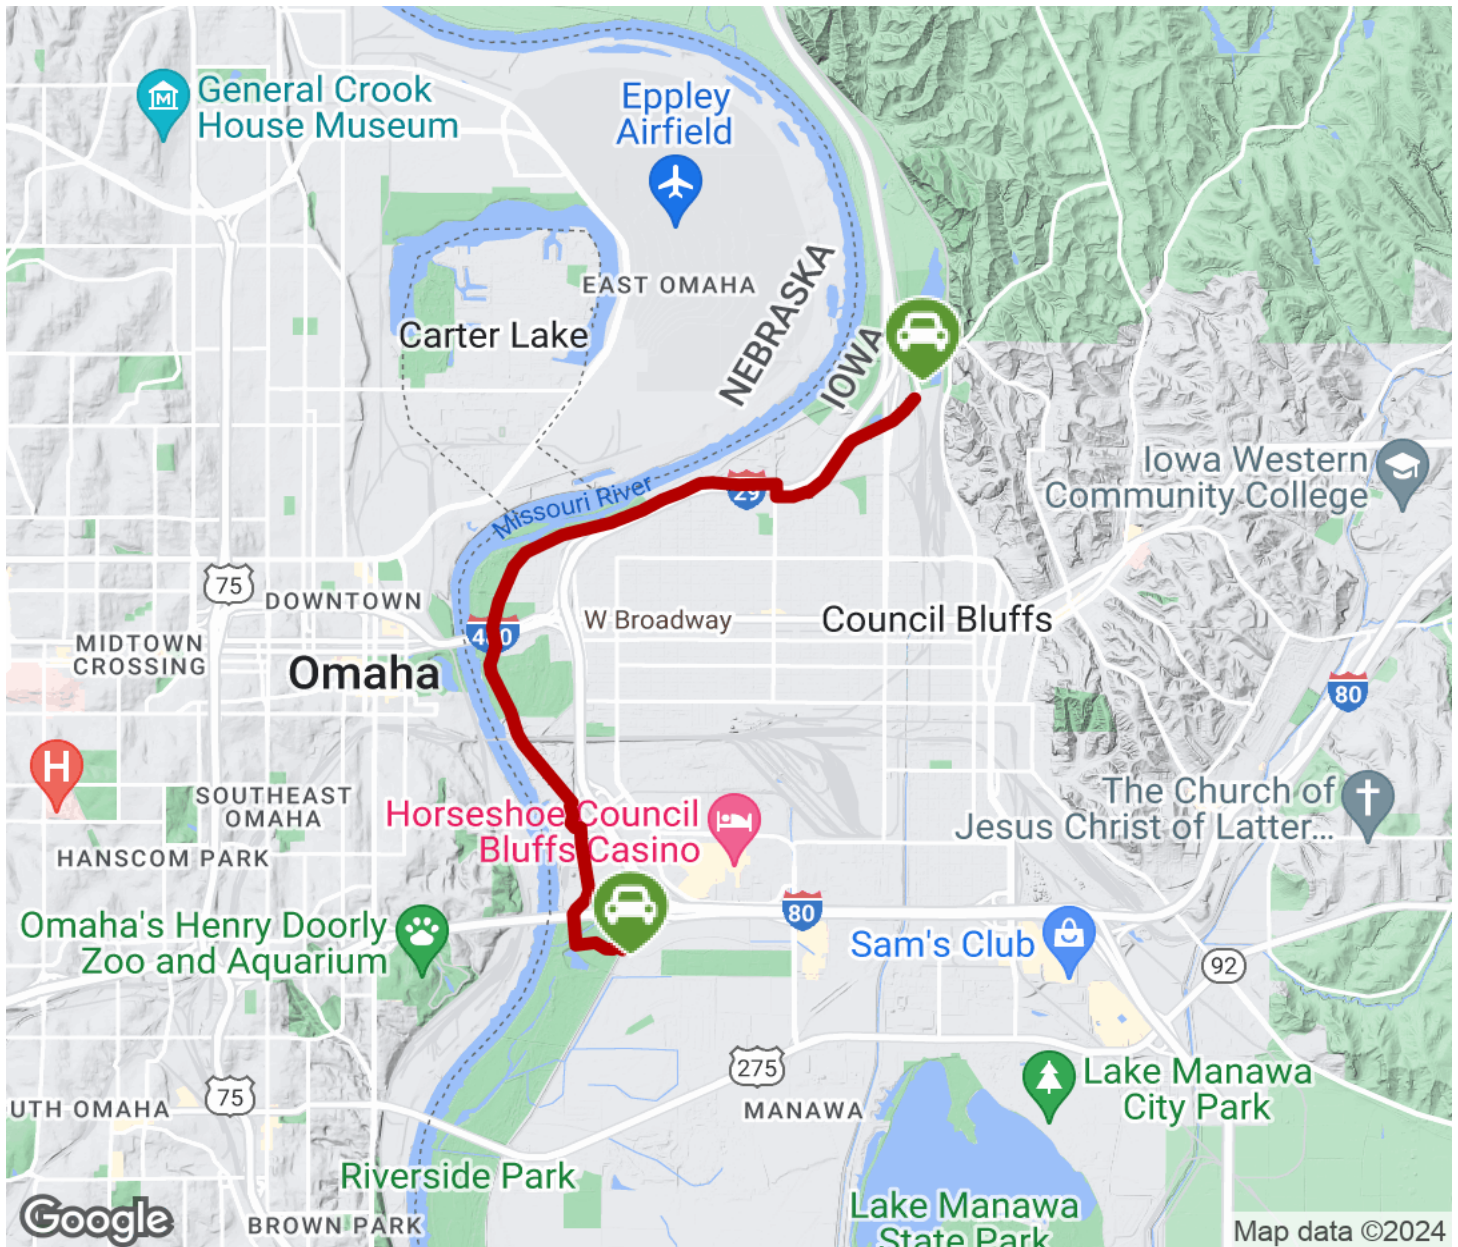 General Crook
House Museum
Eppley
Airfield
EAST OMAHA
NEBRASKA
IOWA
Carter Lake
Missouri River
29
Iowa Western
Community College
75
DOWNTOWN
W Broadway
Council Bluffs
MIDTOWN
CROSSING
Omaha
80
SOUTHEAST
OMAHA
H
HANSCOM PARK
Horseshoe Council
Bluffs Casino
The Church of
Jesus Christ of Latter...
Omaha's Henry Doorly
Zoo and Aquarium
80
Sam's Club
92
275
75
UTH OMAHA
MANAWA
Lake Manawa
City Park
Riverside Park
Lake Manawa
State Park
BROWN PARK
Google
Map data ©2024